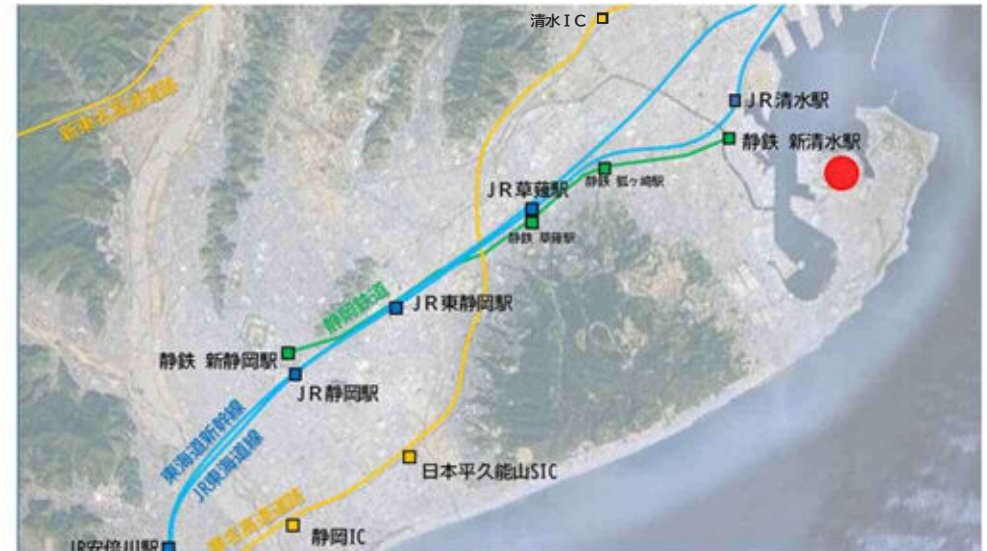 清水ＩＣ
新東名高速道路
ＪＲ清水駅
静鉄 新清水駅
静鉄 狐ヶ崎駅
ＪＲ草薙駅
静鉄 草薙駅
静岡鉄道
ＪＲ東静岡駅
静鉄 新静岡駅
ＪＲ静岡駅
東海道新幹線
JR東海道線
日本平久能山SIC
東名高速道路
静岡IC
JR安倍川駅